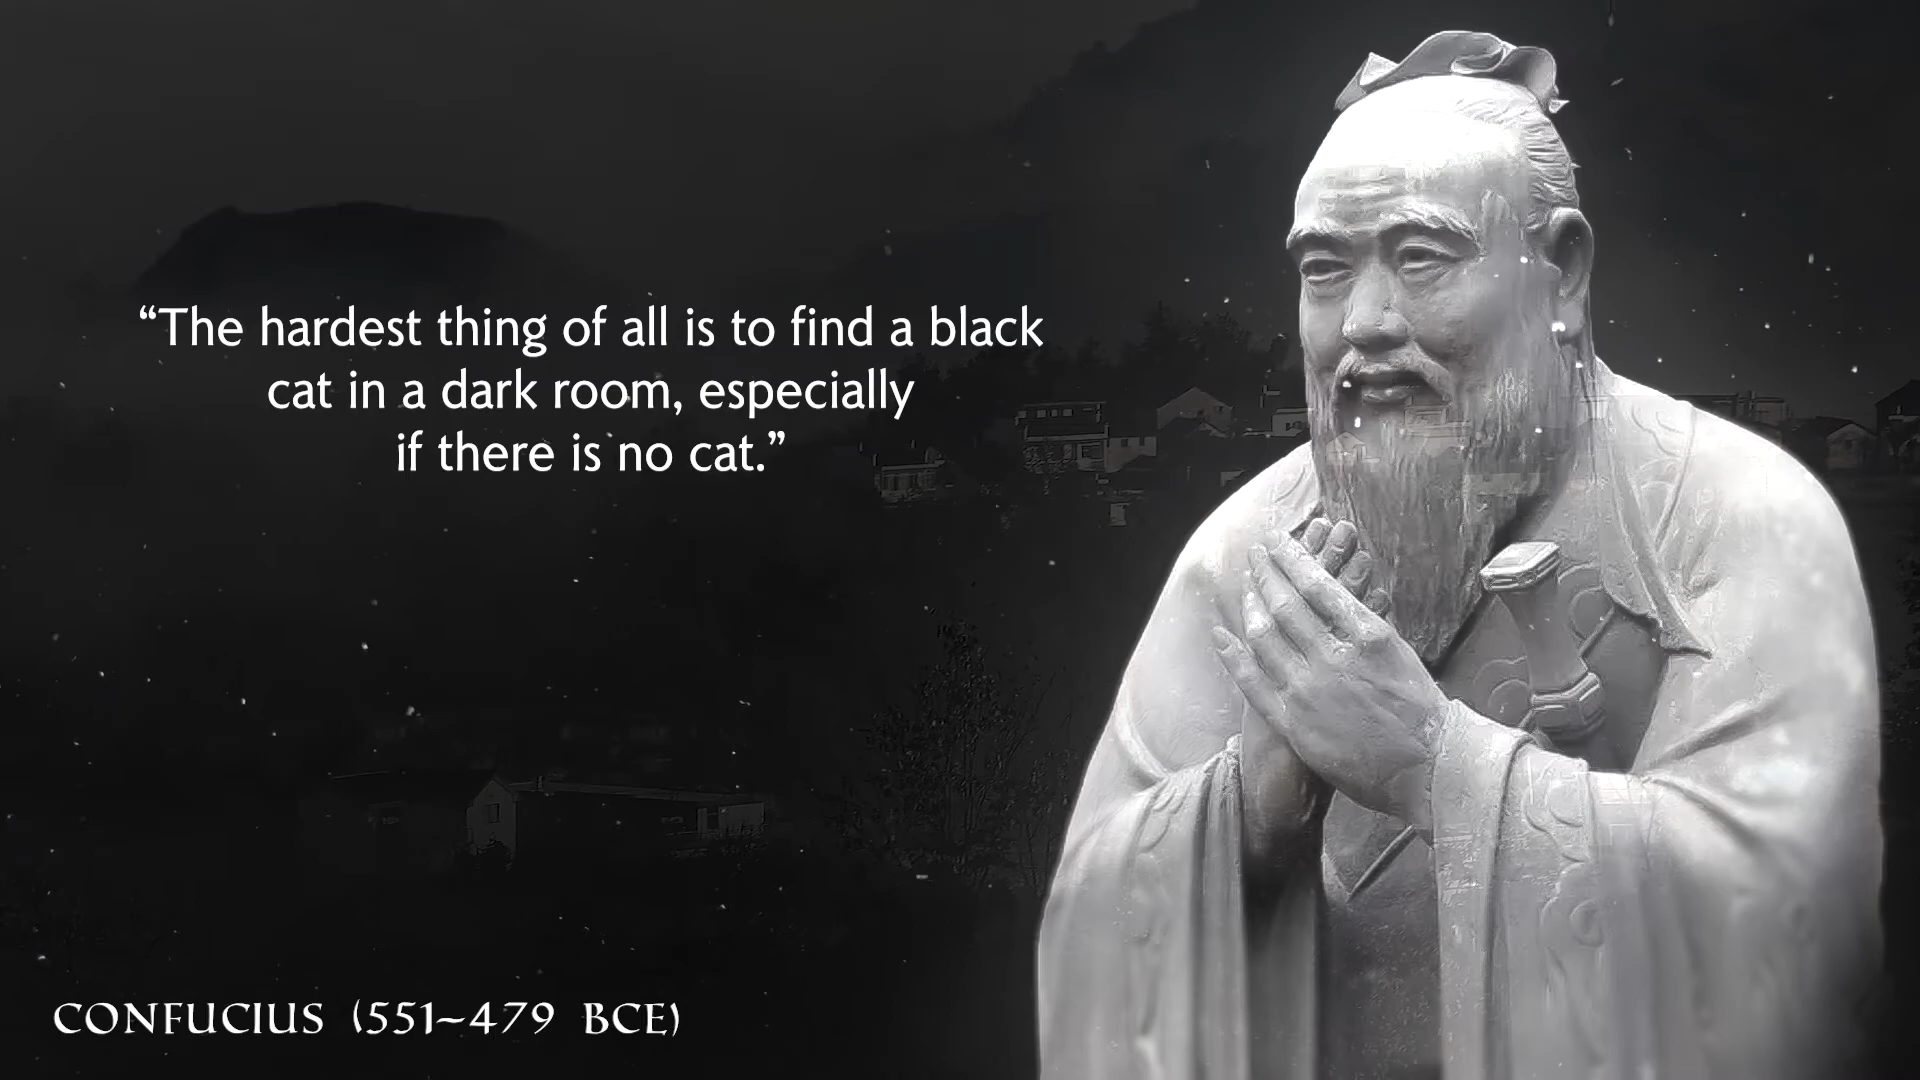 “The hardest thing of all is to find a black
cat in a dark room, especially
if there is no cat.”
CONFUCIUS (551–479 BCE)